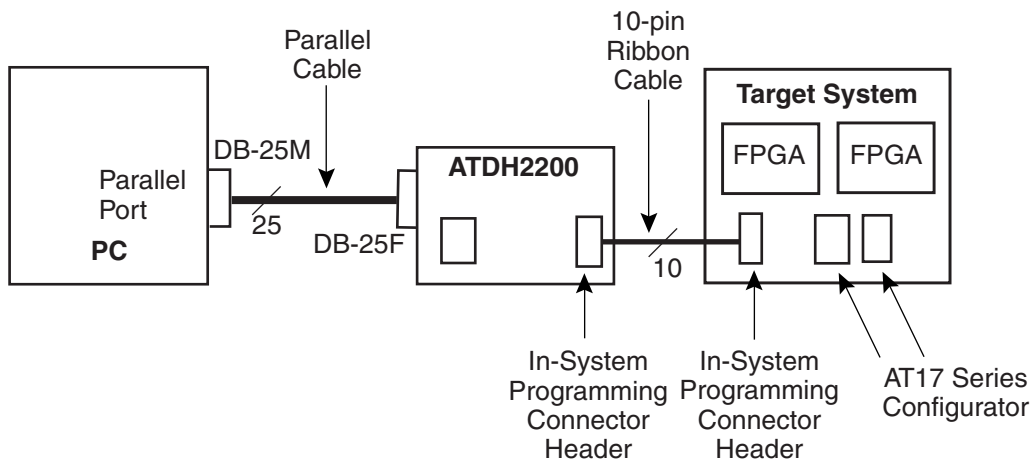 Parallel
Cable
10-pin
Ribbon
Cable
Target System
FPGA
FPGA
DB-25M
ATDH2200
Parallel
Port
PC
25
DB-25F
10
In-System
Programming
Connector
Header
In-System
Programming
Connector
Header
AT17 Series
Configurator